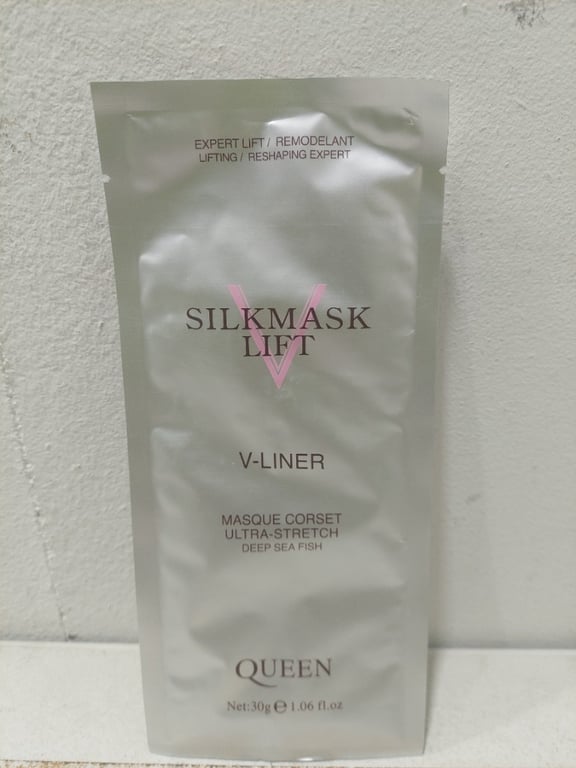 EXPERT LIFT / REMODELANT
LIFTING / RESHAPING EXPERT
V
SILKMASK
LIFT
V-LINER
MASQUE CORSET
ULTRA-STRETCH
DEEP SEA FISH
QUEEN
Net:30g ℮ 1.06 fl.oz